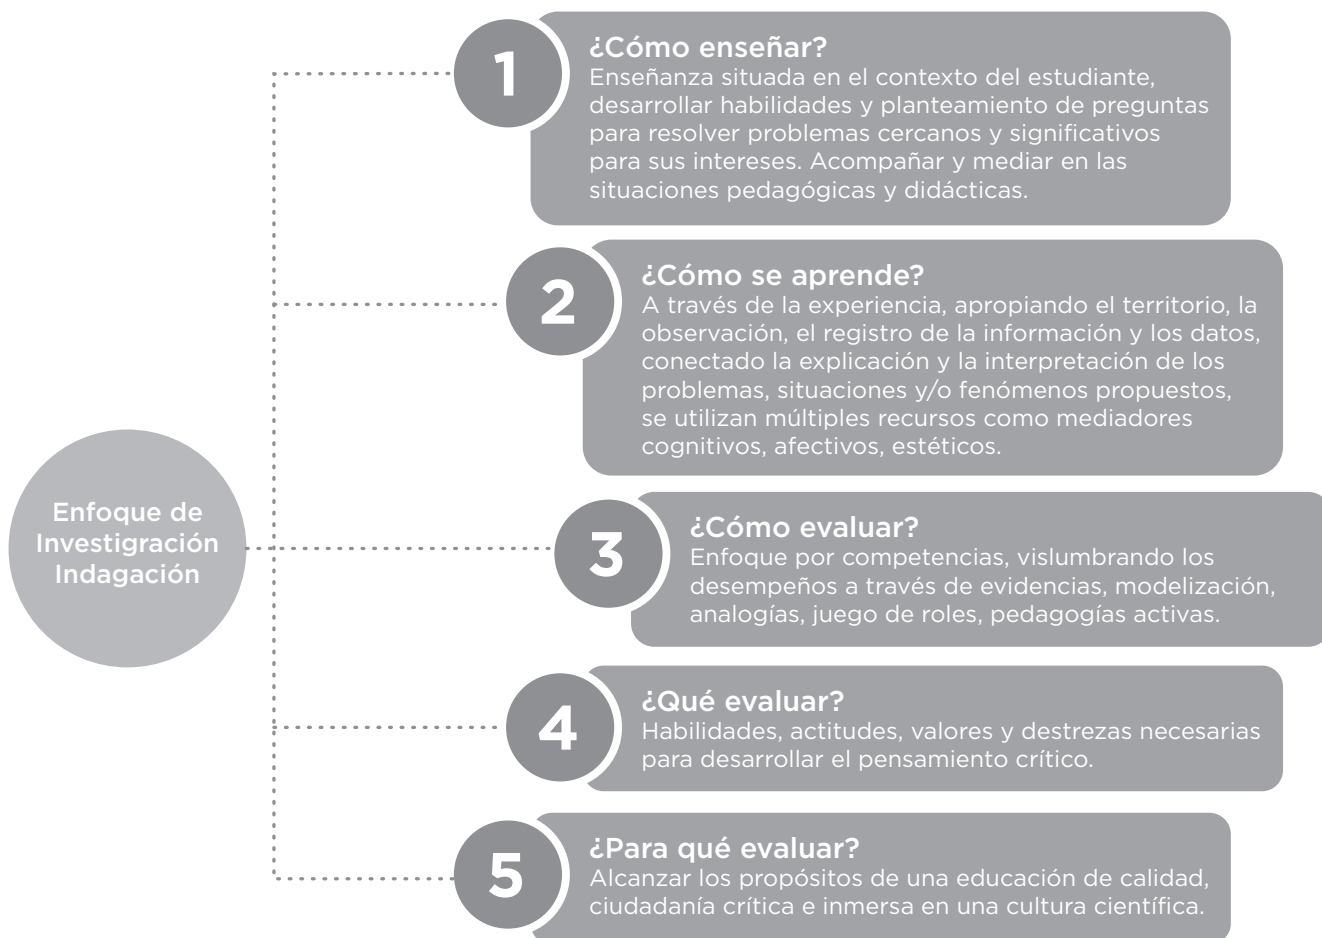 1
¿Cómo enseñar?
Enseñanza situada en el contexto del estudiante,
desarrollar habilidades y planteamiento de preguntas
para resolver problemas cercanos y significativos
para sus intereses. Acompañar y mediar en las
situaciones pedagógicas y didácticas.
2
¿Cómo se aprende?
A través de la experiencia, apropiando el territorio, la
observación, el registro de la información y los datos,
conectado la explicación y la interpretación de los
problemas, situaciones y/o fenómenos propuestos,
se utilizan múltiples recursos como mediadores
cognitivos, afectivos, estéticos.
Enfoque de
Investigración
Indagación
3
¿Cómo evaluar?
Enfoque por competencias, vislumbrando los
desempeños a través de evidencias, modelización,
analogías, juego de roles, pedagogías activas.
4
¿Qué evaluar?
Habilidades, actitudes, valores y destrezas necesarias
para desarrollar el pensamiento crítico.
5
¿Para qué evaluar?
Alcanzar los propósitos de una educación de calidad,
ciudadanía crítica e inmersa en una cultura científica.